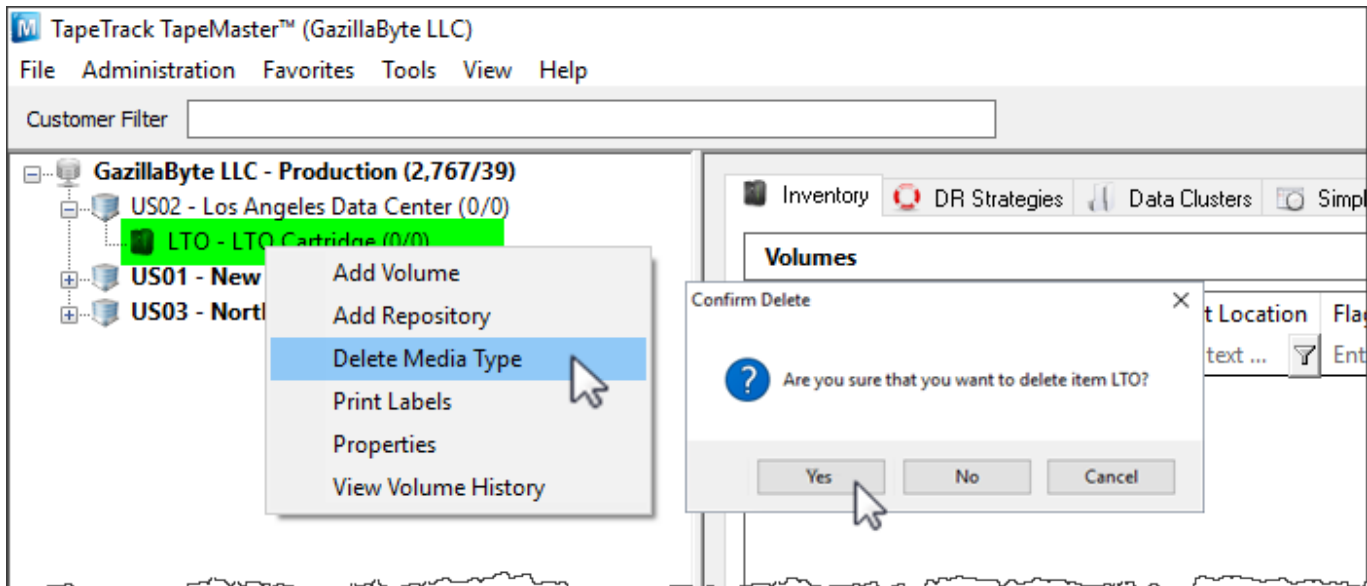 TapeTrack TapeMaster™ (GazillaByte LLC)
File Administration Favorites Tools View Help
Customer Filter
GazillaByte LLC - Production (2,767/39)
US02 - Los Angeles Data Center (0/0)
LTO - LTO Cartridge (0/0)
US01 - New
US03 - North
Add Volume
Add Repository
Delete Media Type
Print Labels
Properties
View Volume History
Inventory DR Strategies Data Clusters Simpl
Volumes
t Location Flag
text ... Ent
Confirm Delete
Are you sure that you want to delete item LTO?
Yes No Cancel